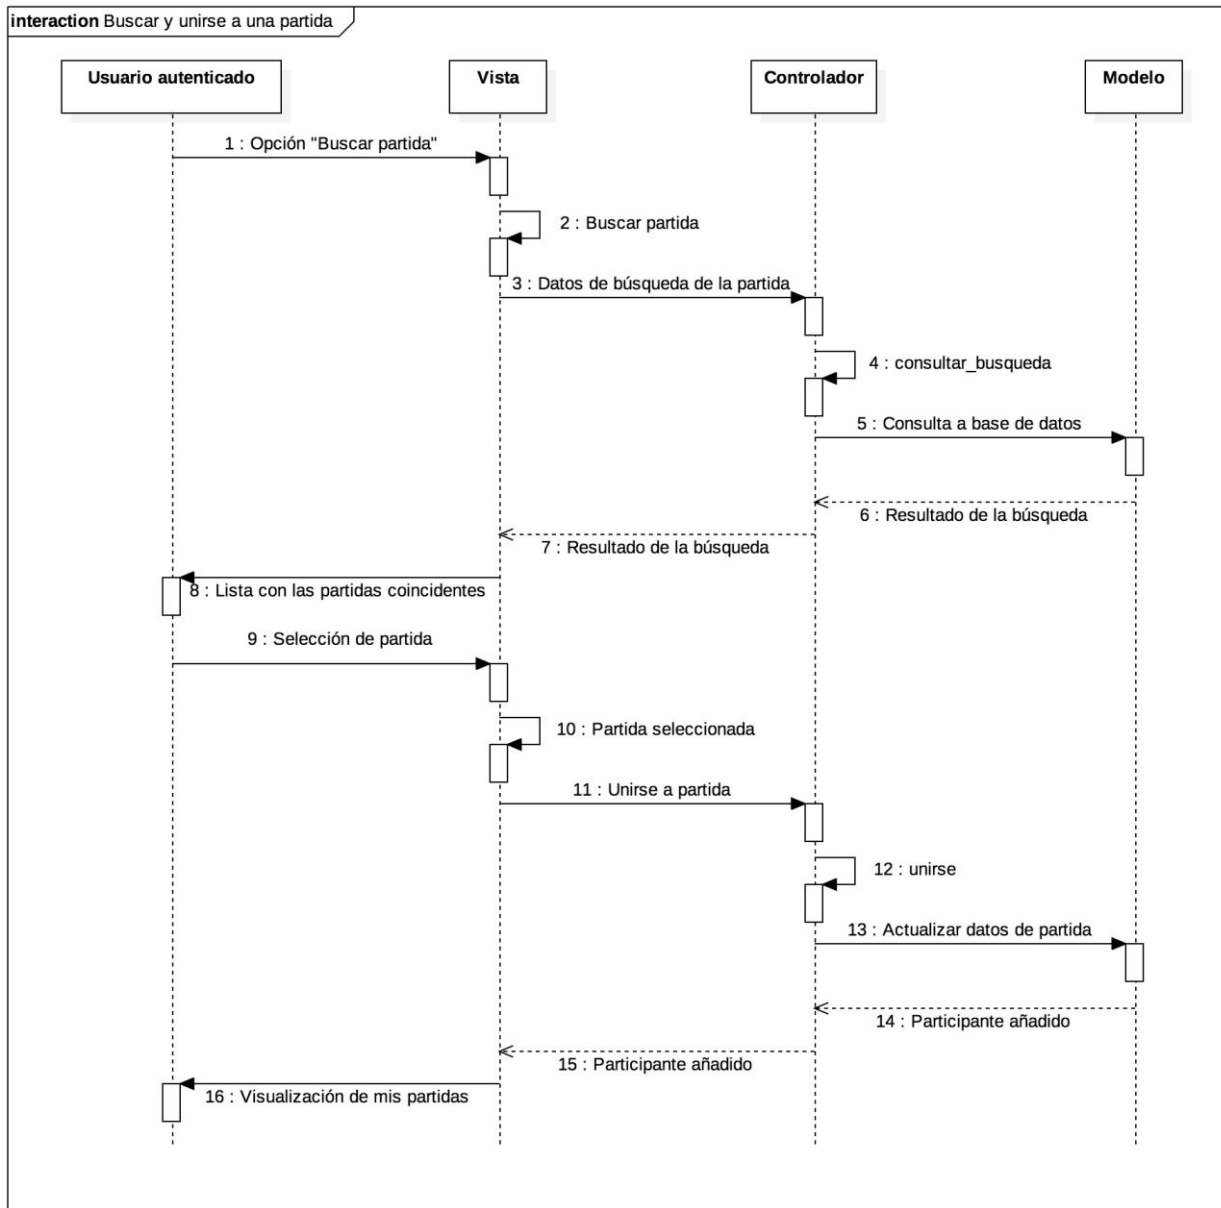 interaction Buscar y unirse a una partida
Usuario autenticado
Vista
Controlador
Modelo
1 : Opción "Buscar partida"
2 : Buscar partida
3 : Datos de búsqueda de la partida
4 : consultar_busqueda
5 : Consulta a base de datos
6 : Resultado de la búsqueda
7 : Resultado de la búsqueda
8 : Lista con las partidas coincidentes
9 : Selección de partida
10 : Partida seleccionada
11 : Unirse a partida
12 : unirse
13 : Actualizar datos de partida
14 : Participante añadido
15 : Participante añadido
16 : Visualización de mis partidas